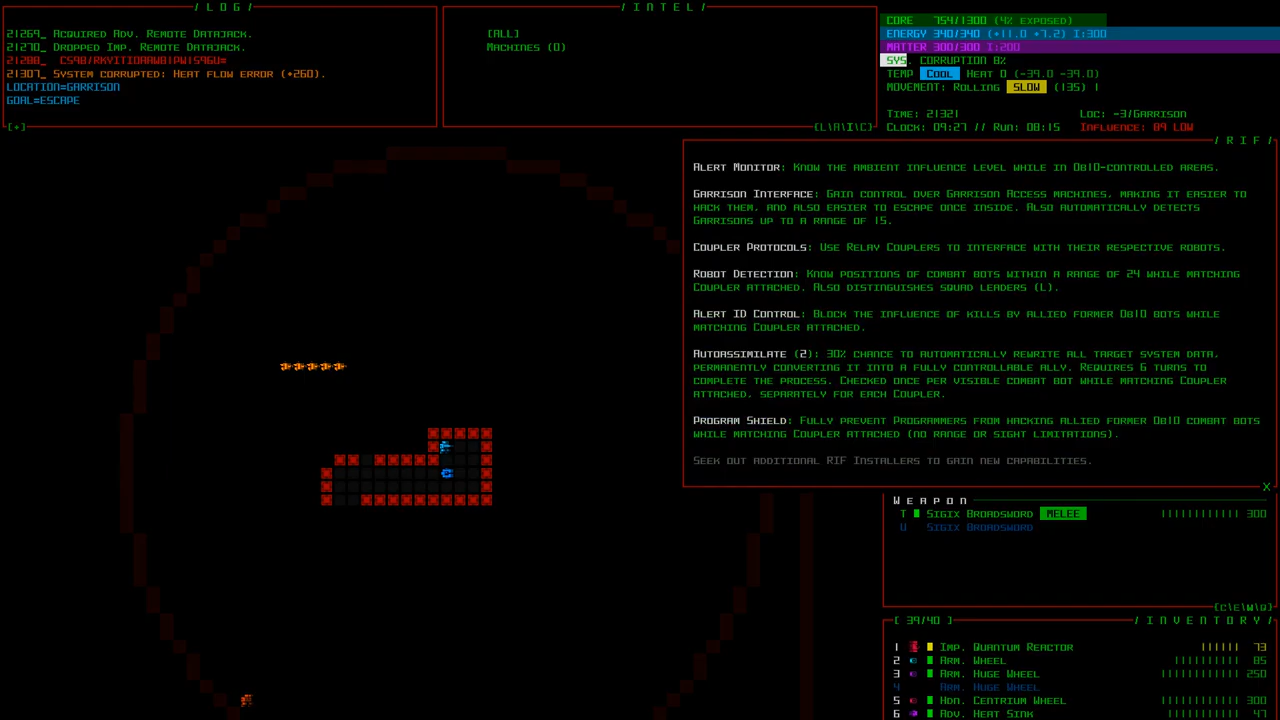 / L O G /
21269_ Acquired Adv. Remote Datajack.
21270_ Dropped Imp. Remote Datajack.
21307_ System corrupted: Heat flow error (+260).
LOCATION=GARRISON
GOAL=ESCAPE
[+]
/ I N T E L /
[ALL]
Machines (0)
{L\A\I\C}
CORE 754/1300 (4% exposed)
ENERGY 340/340 (+11.0 +7.2) I:300
MATTER 300/300 I:200
SYS. CORRUPTION 8%
TEMP Cool Heat 0 (-39.0 -39.0)
MOVEMENT: Rolling SLOW (135) 1
Time: 21321 Loc: -3/Garrison
Clock: 09:27 // Run: 08:15 Influence: 89 LOW
/ R I F /
Alert Monitor: Know the ambient influence level while in 0b10-controlled areas.
Garrison Interface: Gain control over Garrison Access machines, making it easier to
hack them, and also easier to escape once inside. Also automatically detects
Garrisons up to a range of 15.
Coupler Protocols: Use Relay Couplers to interface with their respective robots.
Robot Detection: Know positions of combat bots within a range of 24 while matching
Coupler attached. Also distinguishes squad leaders (L).
Alert ID Control: Block the influence of kills by allied former 0b10 bots while
matching Coupler attached.
Autoassimilate (2): 30% chance to automatically rewrite all target system data,
permanently converting it into a fully controllable ally. Requires 6 turns to
complete the process. Checked once per visible combat bot while matching Coupler
attached, separately for each Coupler.
Program Shield: Fully prevent Programmers from hacking allied former 0b10 combat bots
while matching Coupler attached (no range or sight limitations).
Seek out additional RIF Installers to gain new capabilities.
X
W e a p o n
T Sigix Broadsword MELEE 300
U Sigix Broadsword
{C\E\W\Q}
[ 39/40 ] / I N V E N T O R Y /
1 Imp. Quantum Reactor 73
2 Arm. Wheel 85
3 Arm. Huge Wheel 250
4 Arm. Huge Wheel
5 Hdn. Centrium Wheel 300
6 Adv. Heat Sink 47